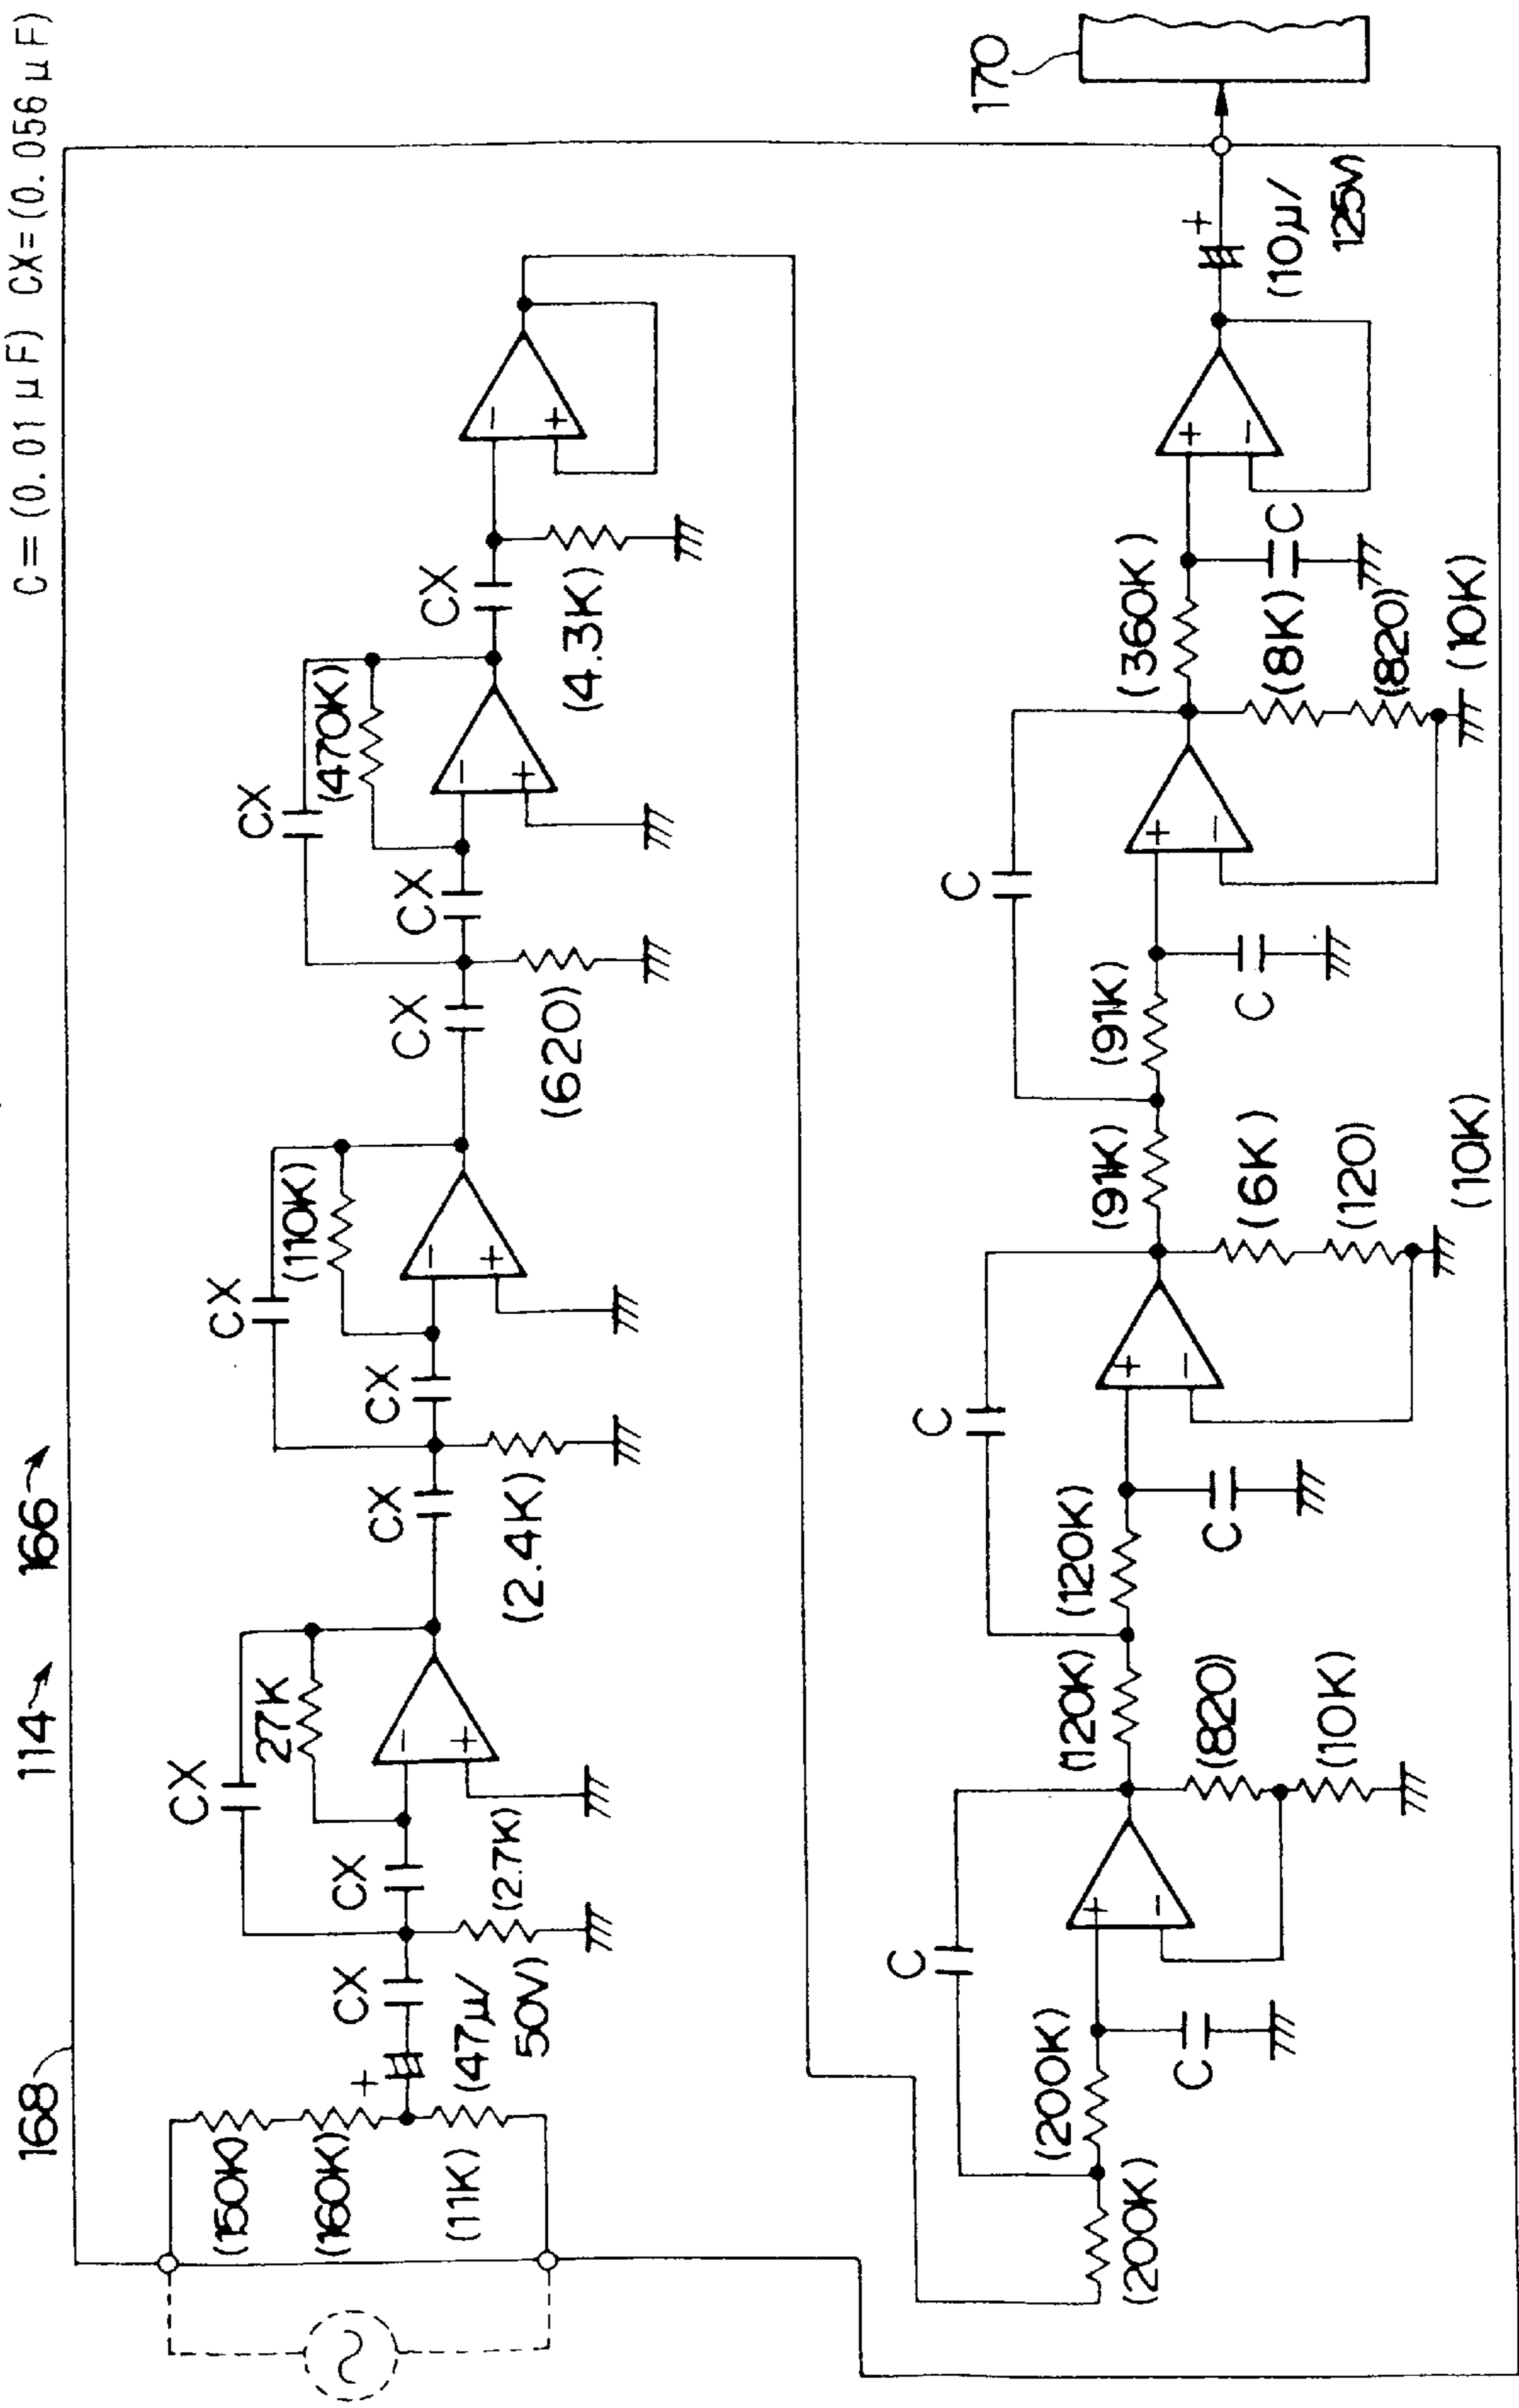 C=(0.01μF) CX=(0.056μF)
114
166
168
170
(150K)
(160K)
(11K)
+
(47μ/
50V)
CX
CX
CX
27K
(2.7K)
−
+
CX
CX
CX
(110K)
(2.4K)
−
+
CX
CX
CX
(470K)
(620)
−
+
CX
(4.3K)
−
+
(200K)
(200K)
C
C
+
−
(820)
(10K)
(120K)
(120K)
C
C
+
−
(6K)
(120)
(10K)
(91K)
(91K)
C
C
+
−
(8K)
(820)
(10K)
(360K)
C
+
−
+
(10μ/
125V)